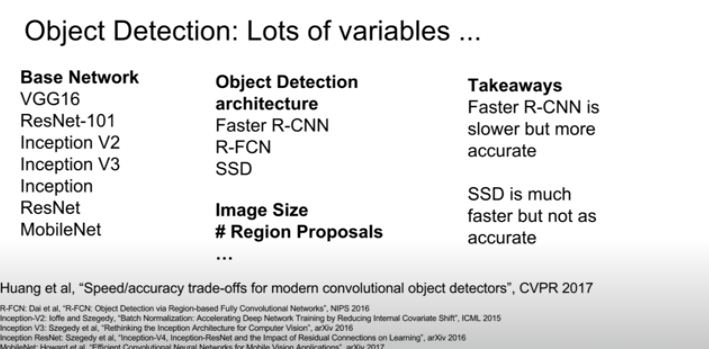 Object Detection: Lots of variables ...
Base Network
VGG16
ResNet-101
Inception V2
Inception V3
Inception
ResNet
MobileNet
Object Detection
architecture
Faster R-CNN
R-FCN
SSD
Image Size
# Region Proposals
...
Takeaways
Faster R-CNN is
slower but more
accurate
SSD is much
faster but not as
accurate
Huang et al, “Speed/accuracy trade-offs for modern convolutional object detectors”, CVPR 2017
R-FCN: Dai et al, “R-FCN: Object Detection via Region-based Fully Convolutional Networks”, NIPS 2016
Inception-V2: Ioffe and Szegedy, “Batch Normalization: Accelerating Deep Network Training by Reducing Internal Covariate Shift”, ICML 2015
Inception V3: Szegedy et al, “Rethinking the Inception Architecture for Computer Vision”, arXiv 2016
Inception ResNet: Szegedy et al, “Inception-V4, Inception-ResNet and the Impact of Residual Connections on Learning”, arXiv 2016
MobileNet: Howard et al, “Efficient Convolutional Neural Networks for Mobile Vision Applications”, arXiv 2017